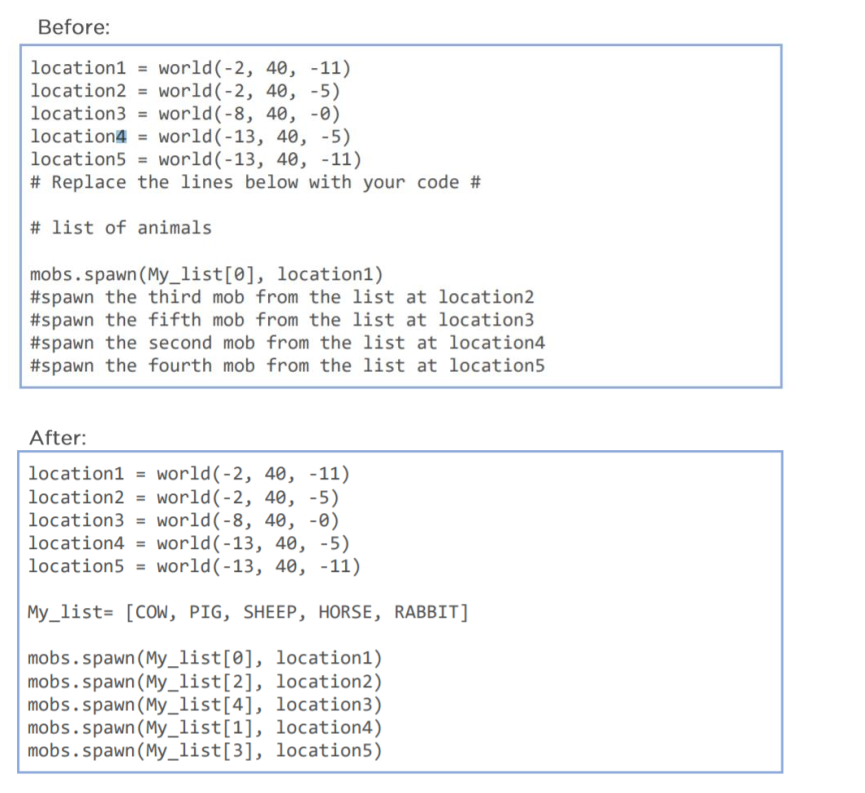 Before:
location1 = world(-2, 40, -11)
location2 = world(-2, 40, -5)
location3 = world(-8, 40, -0)
location4 = world(-13, 40, -5)
location5 = world(-13, 40, -11)
# Replace the lines below with your code #
# list of animals
mobs.spawn(My_list[0], location1)
#spawn the third mob from the list at location2
#spawn the fifth mob from the list at location3
#spawn the second mob from the list at location4
#spawn the fourth mob from the list at location5
After:
location1 = world(-2, 40, -11)
location2 = world(-2, 40, -5)
location3 = world(-8, 40, -0)
location4 = world(-13, 40, -5)
location5 = world(-13, 40, -11)
My_list= [COW, PIG, SHEEP, HORSE, RABBIT]
mobs.spawn(My_list[0], location1)
mobs.spawn(My_list[2], location2)
mobs.spawn(My_list[4], location3)
mobs.spawn(My_list[1], location4)
mobs.spawn(My_list[3], location5)